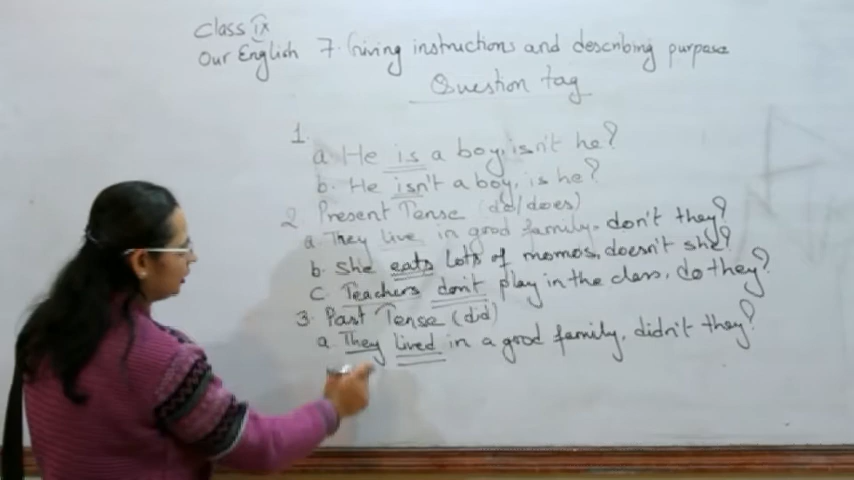 Class IX
Our English 7. Giving instructions and describing purpose
Question tag
1.
a. He is a boy, isn't he?
b. He isn't a boy, is he?
2. Present Tense (do/does)
a. They live in good family, don't they?
b. She eats lots of momos, doesn't she?
c. Teachers don't play in the class, do they?
3. Past Tense (did)
a. They lived in a good family, didn't they?